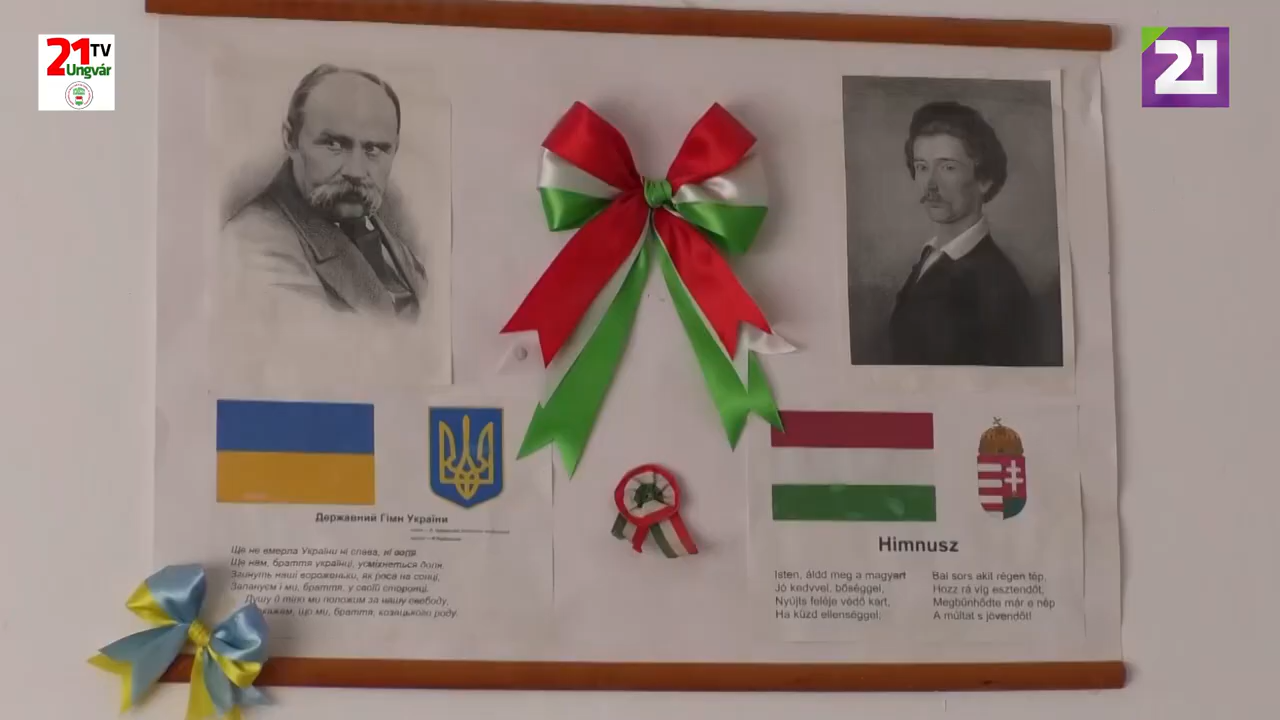 21 TV
Ungvár
21
Державний Гімн України
Ще не вмерла України ні слава, ні воля.
Ще нам, браття українці, усміхнеться доля.
Згинуть наші вороженьки, як роса на сонці,
Запануєм і ми, браття, у своїй сторонці.
Душу й тіло ми положим за нашу свободу,
що ми, браття, козацького роду.
Himnusz
Isten, áldd meg a magyart
Jó kedvvel, bőséggel,
Nyújts feléje védő kart,
Ha küzd ellenséggel;
Bal sors akit régen tép,
Hozz rá víg esztendőt,
Megbűnhődte már e nép
A múltat s jövendőt!